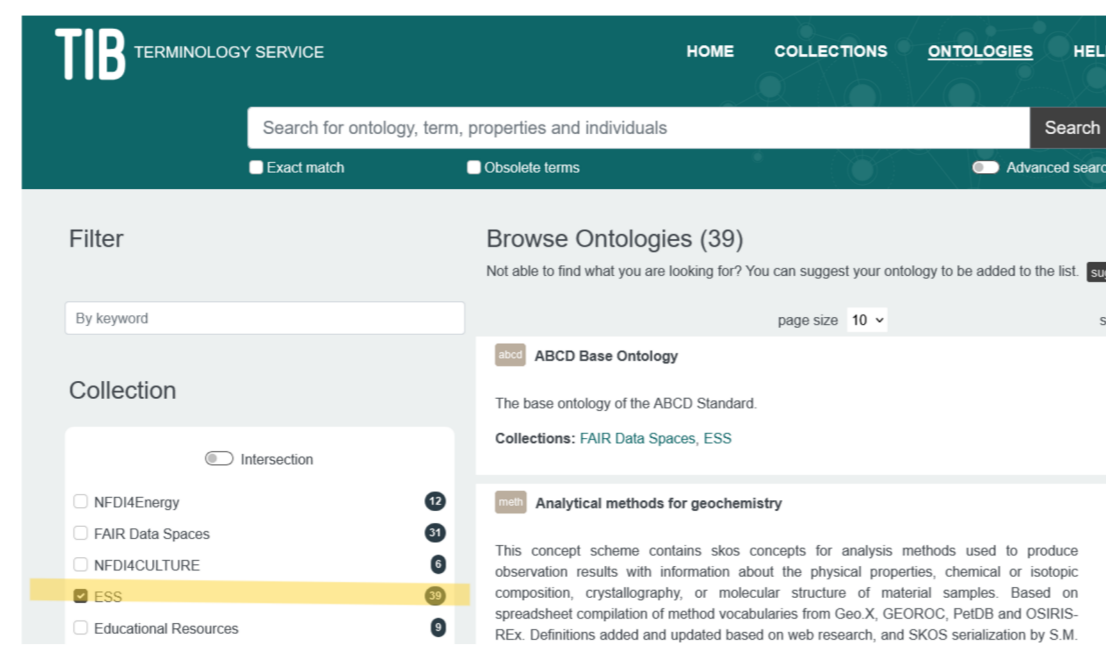 TIB TERMINOLOGY SERVICE
HOME COLLECTIONS ONTOLOGIES
Search for ontology, term, properties and individuals
Search
Exact match
Obsolete terms
Advanced
Filter
By keyword
Collection
Intersection
NFDI4Energy 12
FAIR Data Spaces 31
NFDI4CULTURE 6
ESS 39
Educational Resources 9
Browse Ontologies (39)
Not able to find what you are looking for? You can suggest your ontology to be added to the list.
page size 10
abcd ABCD Base Ontology
The base ontology of the ABCD Standard.
Collections: FAIR Data Spaces, ESS
meth Analytical methods for geochemistry
This concept scheme contains skos concepts for analysis methods used to produce
observation results with information about the physical properties, chemical or isotopic
composition, crystallography, or molecular structure of material samples. Based on
spreadsheet compilation of method vocabularies from Geo.X, GEOROC, PetDB and OSIRIS-
REx. Definitions added and updated based on web research, and SKOS serialization by S.M.